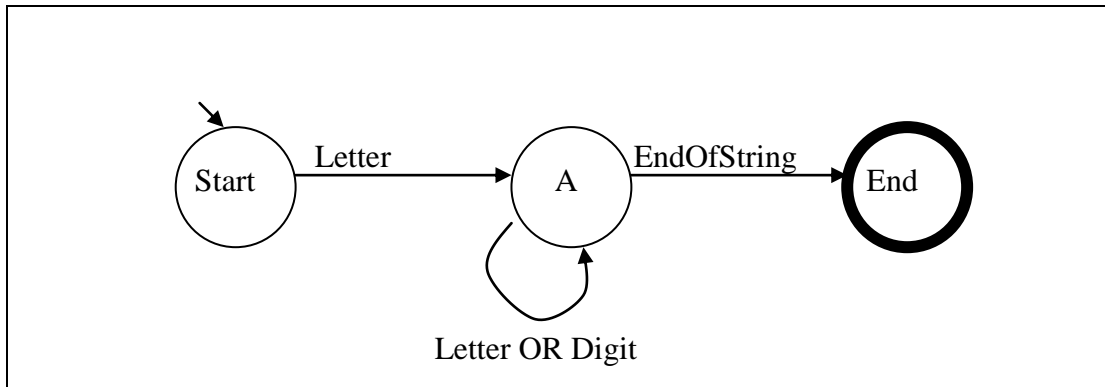 Letter
EndOfString
Start
A
End
Letter OR Digit